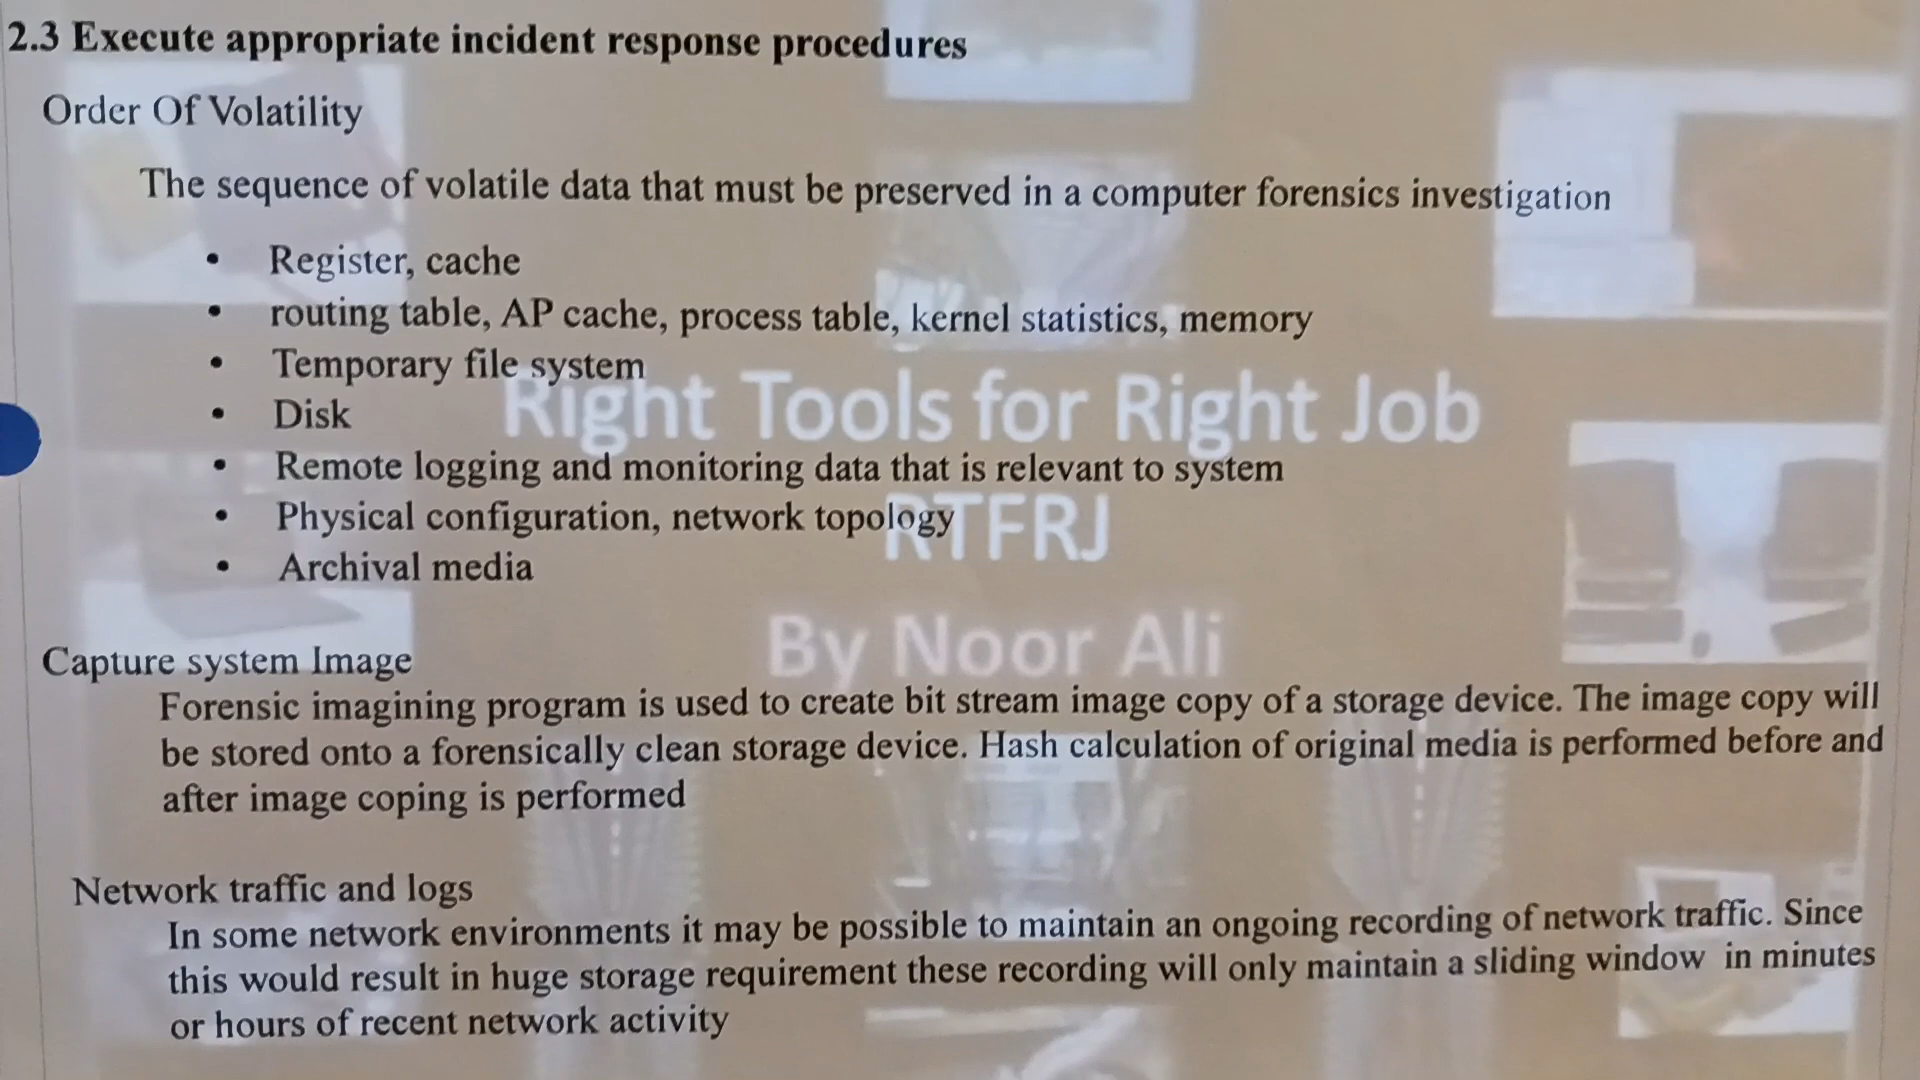 2.3 Execute appropriate incident response procedures
Order Of Volatility
The sequence of volatile data that must be preserved in a computer forensics investigation
• Register, cache
• routing table, AP cache, process table, kernel statistics, memory
• Temporary file system
• Disk
• Remote logging and monitoring data that is relevant to system
• Physical configuration, network topology
• Archival media
Right Tools for Right Job
RTFRJ
By Noor Ali
Capture system Image
Forensic imagining program is used to create bit stream image copy of a storage device. The image copy will
be stored onto a forensically clean storage device. Hash calculation of original media is performed before and
after image coping is performed
Network traffic and logs
In some network environments it may be possible to maintain an ongoing recording of network traffic. Since
this would result in huge storage requirement these recording will only maintain a sliding window in minutes
or hours of recent network activity